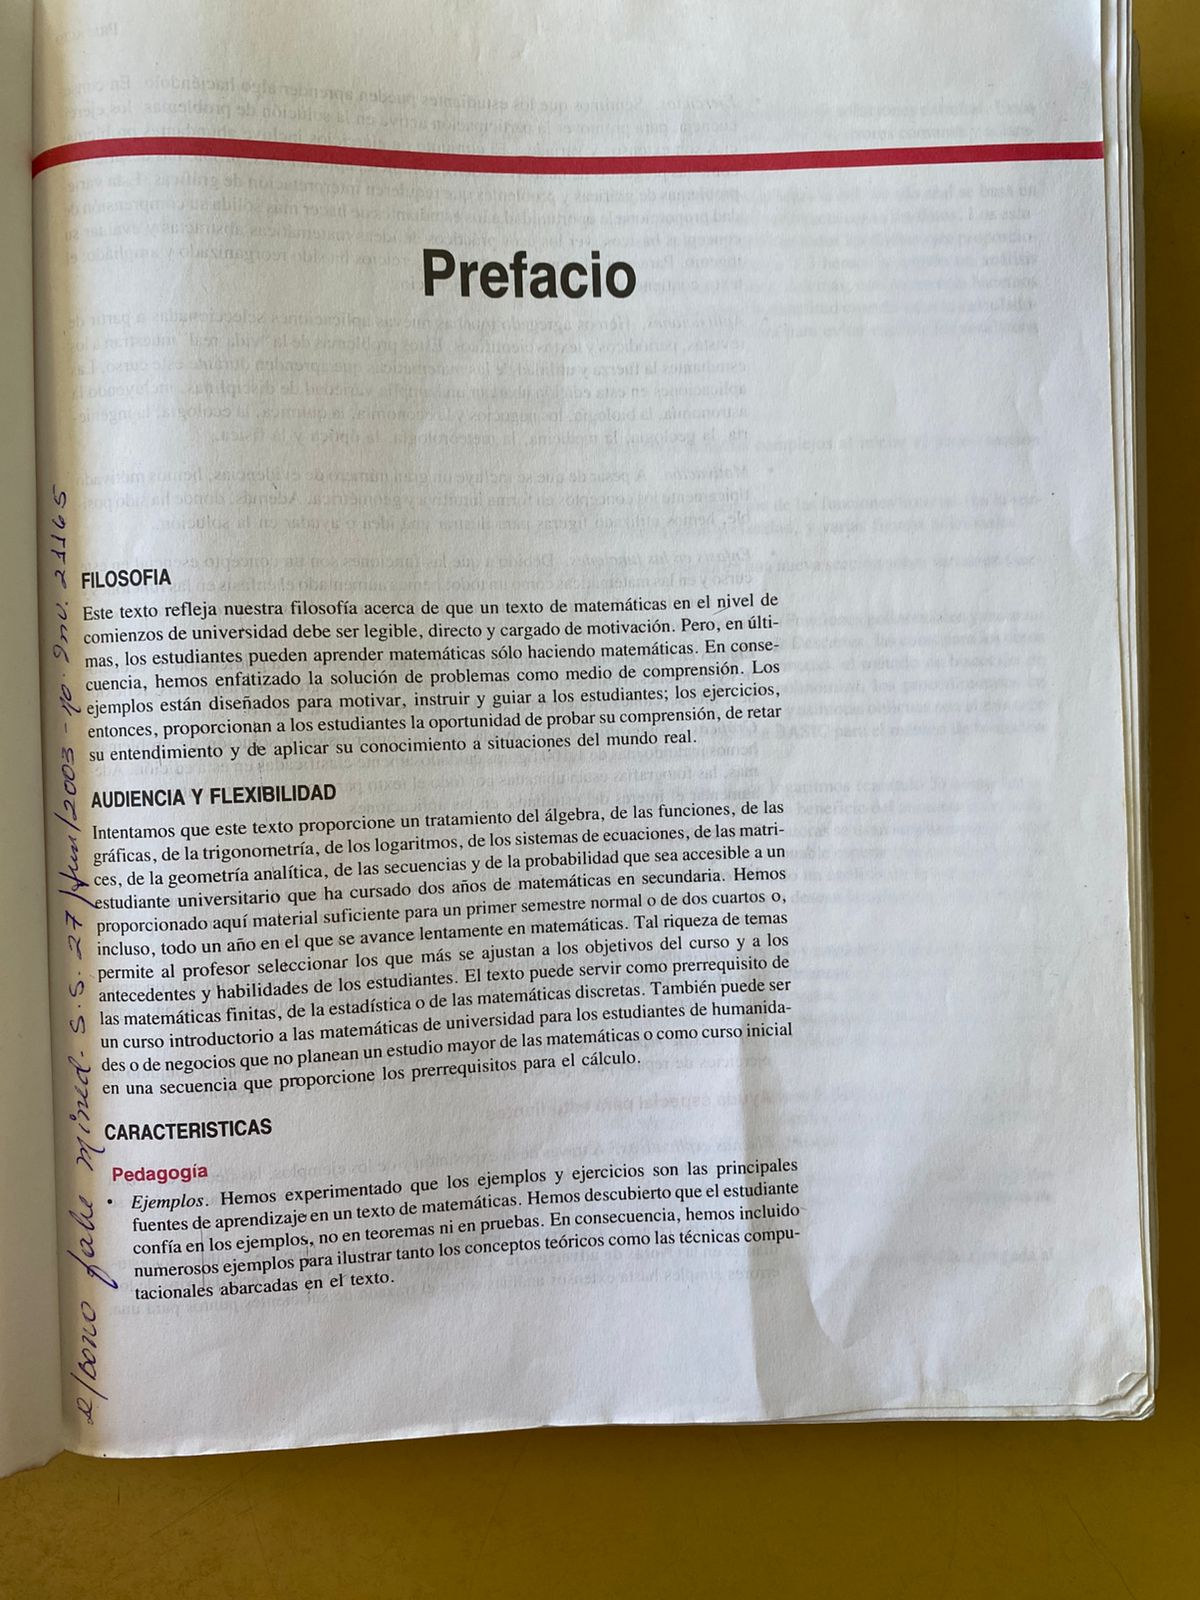 Prefacio
FILOSOFIA
Este texto refleja nuestra filosofía acerca de que un texto de matemáticas en el nivel de
comienzos de universidad debe ser legible, directo y cargado de motivación. Pero, en últi-
mas, los estudiantes pueden aprender matemáticas sólo haciendo matemáticas. En conse-
cuencia, hemos enfatizado la solución de problemas como medio de comprensión. Los
ejemplos están diseñados para motivar, instruir y guiar a los estudiantes; los ejercicios,
entonces, proporcionan a los estudiantes la oportunidad de probar su comprensión, de retar
su entendimiento y de aplicar su conocimiento a situaciones del mundo real.
AUDIENCIA Y FLEXIBILIDAD
Intentamos que este texto proporcione un tratamiento del álgebra, de las funciones, de las
gráficas, de la trigonometría, de los logaritmos, de los sistemas de ecuaciones, de las matri-
ces, de la geometría analítica, de las secuencias y de la probabilidad que sea accesible a un
estudiante universitario que ha cursado dos años de matemáticas en secundaria. Hemos
proporcionado aquí material suficiente para un primer semestre normal o de dos cuartos o,
incluso, todo un año en el que se avance lentamente en matemáticas. Tal riqueza de temas
permite al profesor seleccionar los que más se ajustan a los objetivos del curso y a los
antecedentes y habilidades de los estudiantes. El texto puede servir como prerrequisito de
las matemáticas finitas, de la estadística o de las matemáticas discretas. También puede ser
un curso introductorio a las matemáticas de universidad para los estudiantes de humanida-
des o de negocios que no planean un estudio mayor de las matemáticas o como curso inicial
en una secuencia que proporcione los prerrequisitos para el cálculo.
CARACTERISTICAS
Pedagogía
• Ejemplos. Hemos experimentado que los ejemplos y ejercicios son las principales
fuentes de aprendizaje en un texto de matemáticas. Hemos descubierto que el estudiante
confía en los ejemplos, no en teoremas ni en pruebas. En consecuencia, hemos incluido
numerosos ejemplos para ilustrar tanto los conceptos teóricos como las técnicas compu-
tacionales abarcadas en el texto.
Bono mined. S.S. 27/Jun/2003 21165